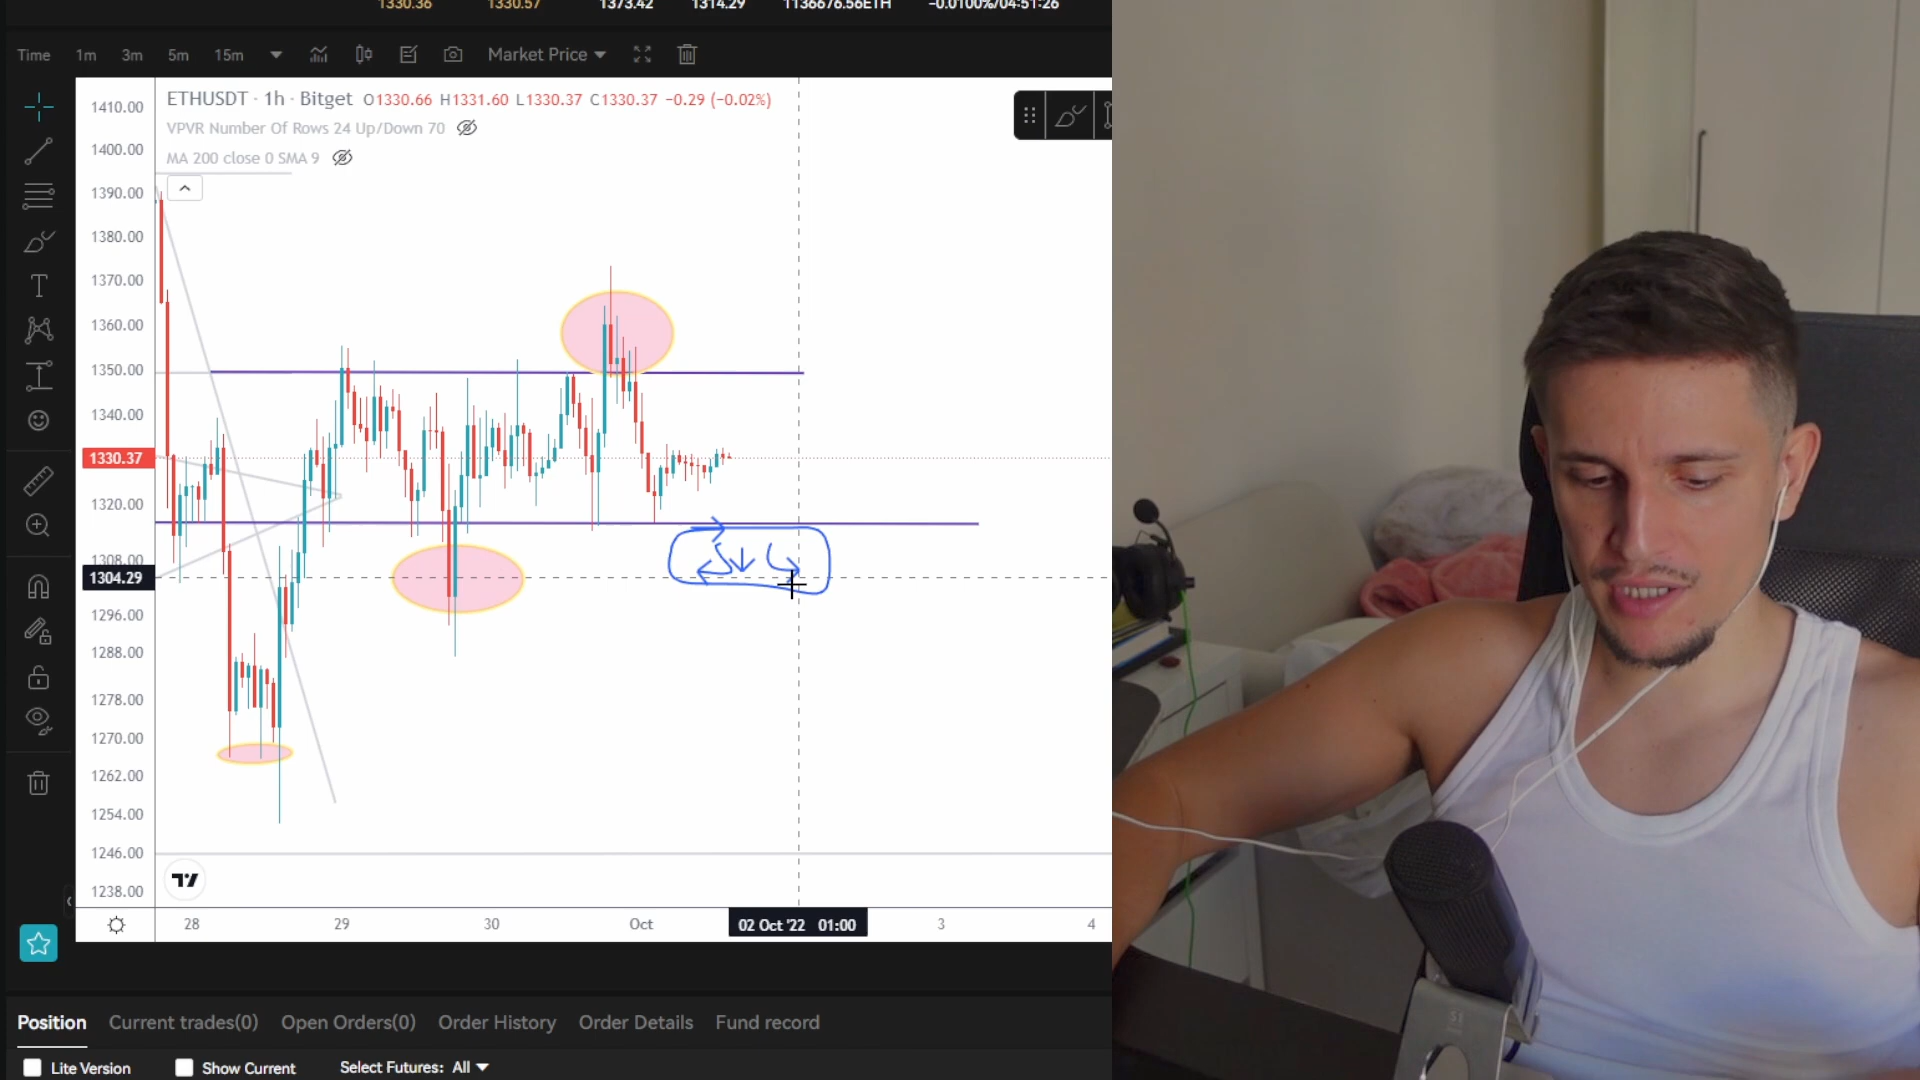 1330.36 1330.57 1373.42 1314.29 1136676.56ETH -0.0100%/04:51:26
Time 1m 3m 5m 15m Market Price
ETHUSDT · 1h · Bitget O1330.66 H1331.60 L1330.37 C1330.37 −0.29 (−0.02%)
VPVR Number Of Rows 24 Up/Down 70
MA 200 close 0 SMA 9
1410.00
1400.00
1390.00
1380.00
1370.00
1360.00
1350.00
1340.00
1330.37
1320.00
1308.00
1304.29
1296.00
1288.00
1278.00
1270.00
1262.00
1254.00
1246.00
1238.00
28 29 30 Oct 02 Oct '22 01:00 3 4
Position Current trades(0) Open Orders(0) Order History Order Details Fund record
Lite Version Show Current Select Futures: All